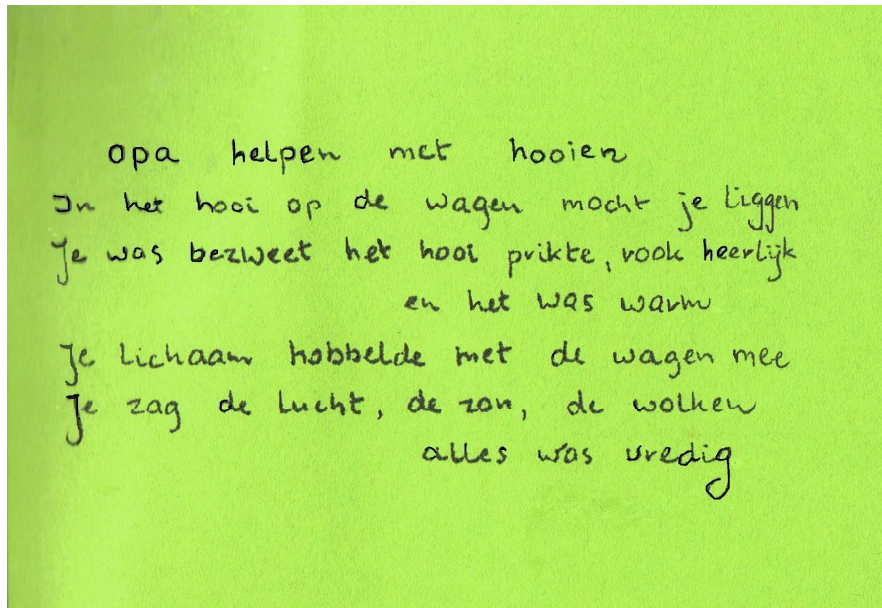 opa helpen met hooien
In het hooi op de wagen mocht je liggen
Je was bezweet het hooi prikte, rook heerlijk
en het was warm
Je lichaam hobbelde met de wagen mee
Je zag de lucht, de zon, de wolken
alles was vredig